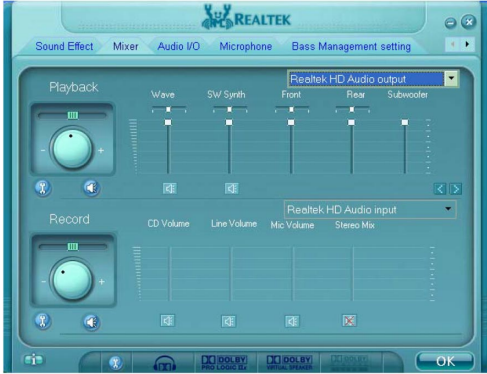 REALTEK
Sound Effect Mixer Audio I/O Microphone Bass Management setting
Playback
Realtek HD Audio output
Wave SW Synth Front Rear Subwoofer
Record
Realtek HD Audio input
CD Volume Line Volume Mic Volume Stereo Mix
DOLBY
PRO LOGIC IIx
DOLBY
VIRTUAL SPEAKER
DOLBY
OK